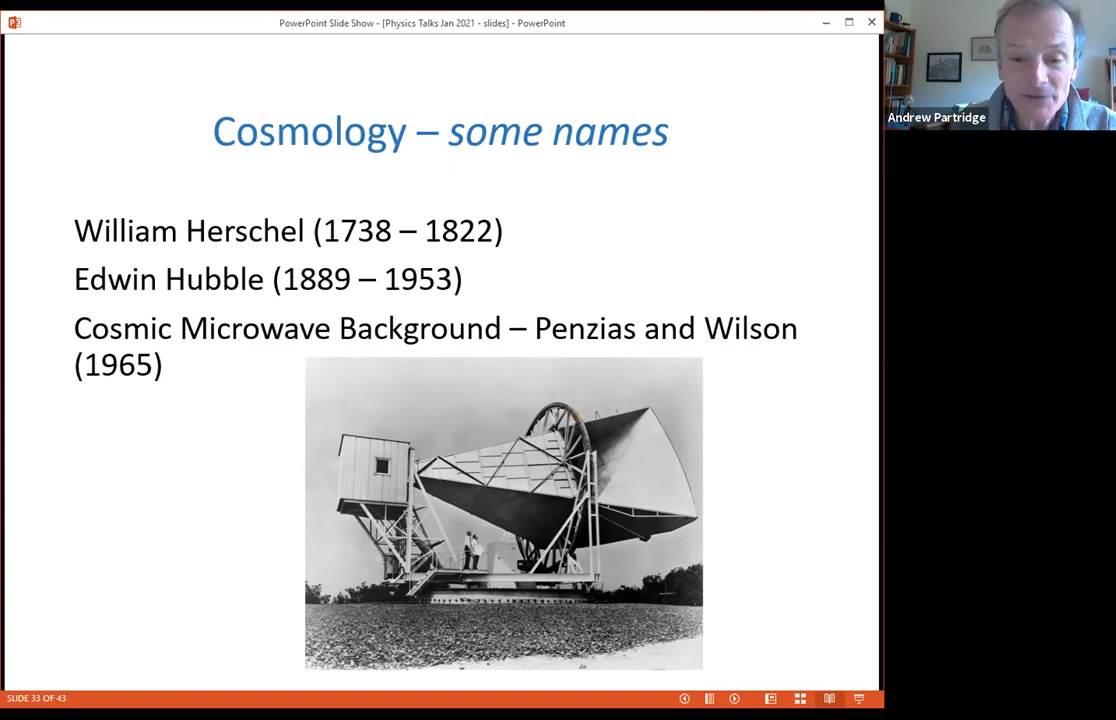 PowerPoint Slide Show - [Physics Talks Jan 2021 - slides] - PowerPoint
Andrew Partridge
Cosmology – some names
William Herschel (1738 – 1822)
Edwin Hubble (1889 – 1953)
Cosmic Microwave Background – Penzias and Wilson
(1965)
SLIDE 33 OF 43